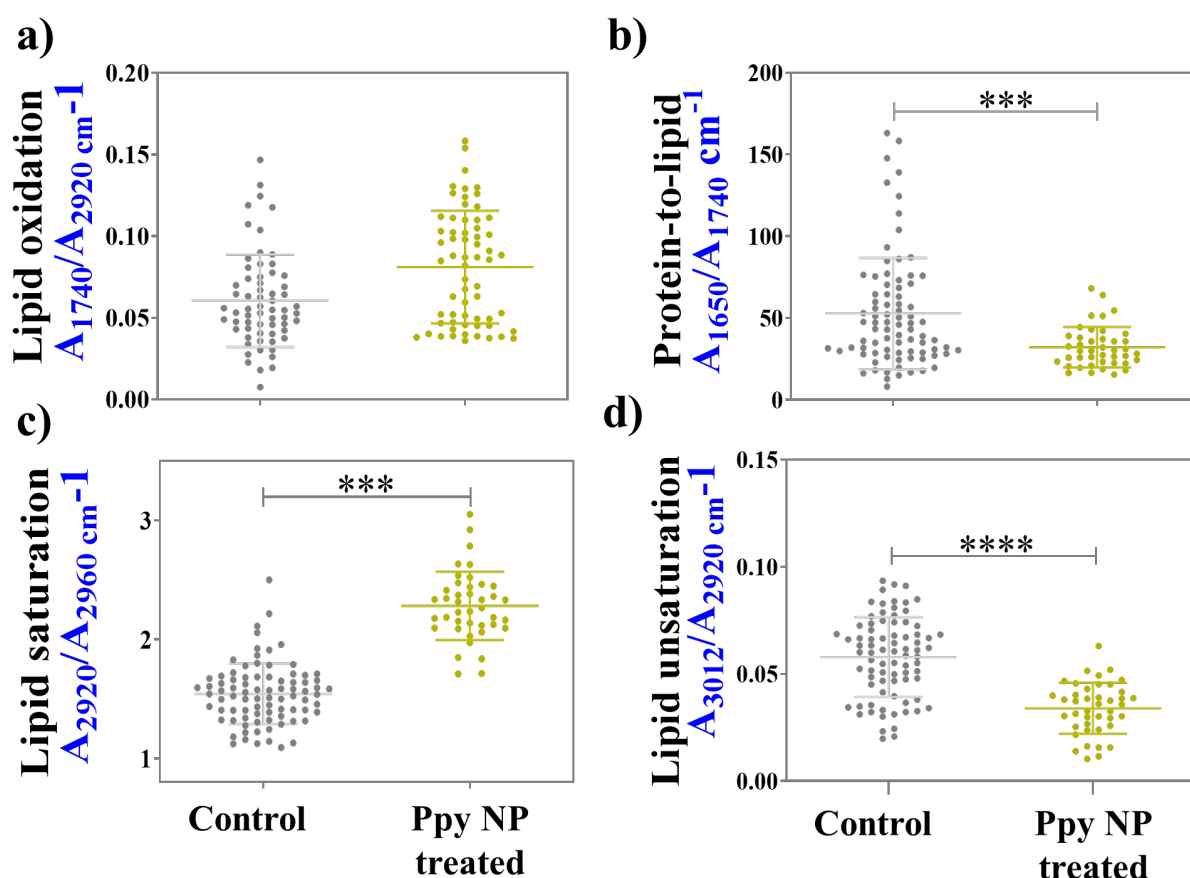 a)
Lipid oxidation
A1740/A2920 cm-1
0.20
0.15
0.10
0.05
0.00
b)
Protein-to-lipid
A1650/A1740 cm-1
200
150
100
50
0
***
c)
Lipid saturation
A2920/A2960 cm-1
3
2
1
***
Control
Ppy NP
treated
d)
Lipid unsaturation
A3012/A2920 cm-1
0.15
0.10
0.05
0.00
****
Control
Ppy NP
treated